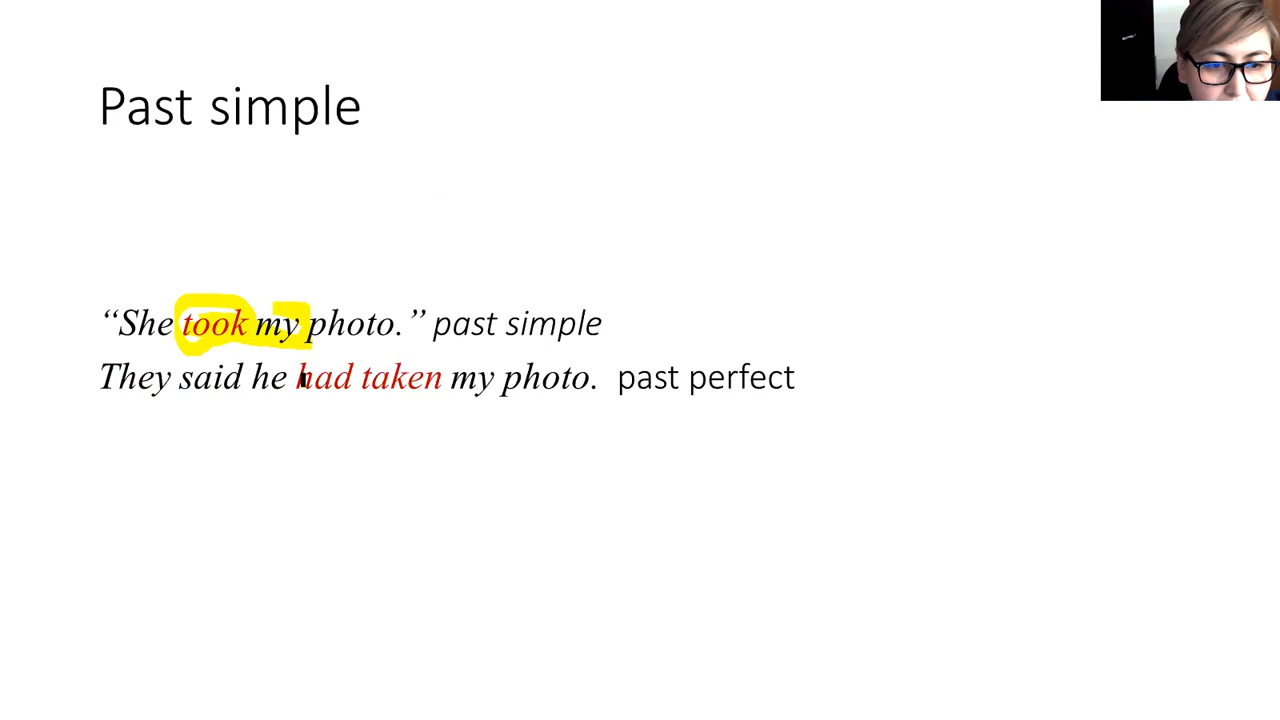 Past simple
“She took my photo.” past simple
They said he had taken my photo. past perfect